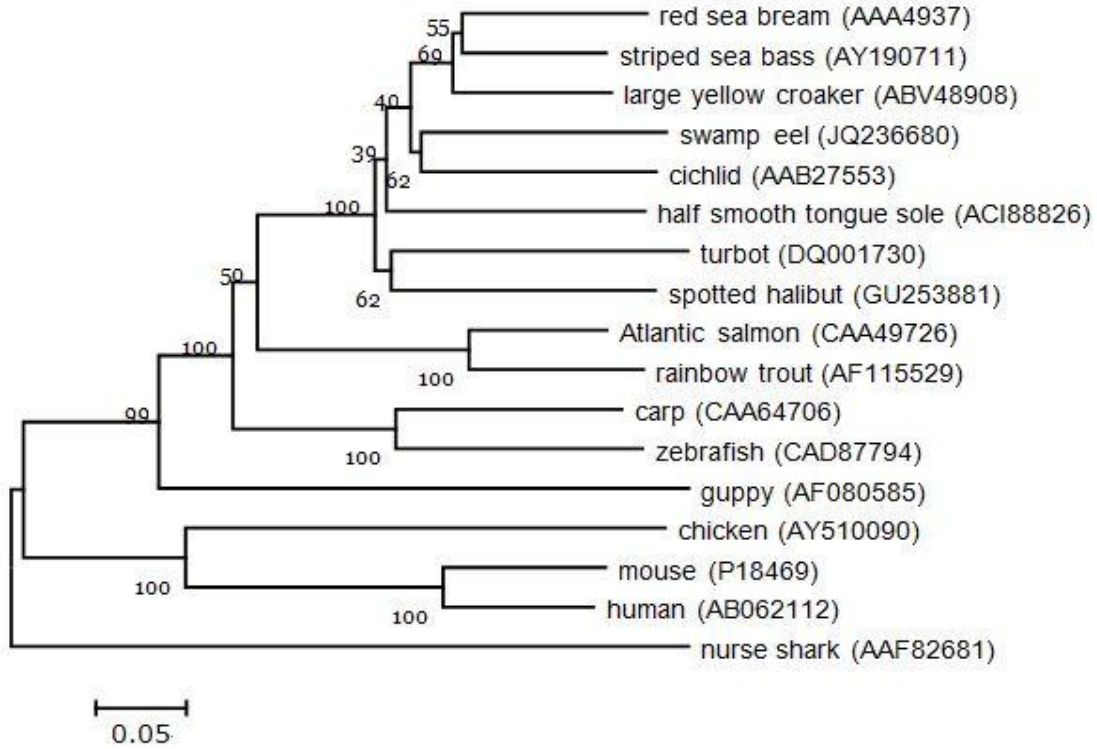 red sea bream (AAA4937)
55
striped sea bass (AY190711)
69
large yellow croaker (ABV48908)
40
swamp eel (JQ236680)
39
cichlid (AAB27553)
62
100
half smooth tongue sole (ACI88826)
turbot (DQ001730)
50
spotted halibut (GU253881)
62
Atlantic salmon (CAA49726)
100
rainbow trout (AF115529)
100
carp (CAA64706)
99
zebrafish (CAD87794)
100
guppy (AF080585)
chicken (AY510090)
mouse (P18469)
100
human (AB062112)
100
nurse shark (AAF82681)
0.05